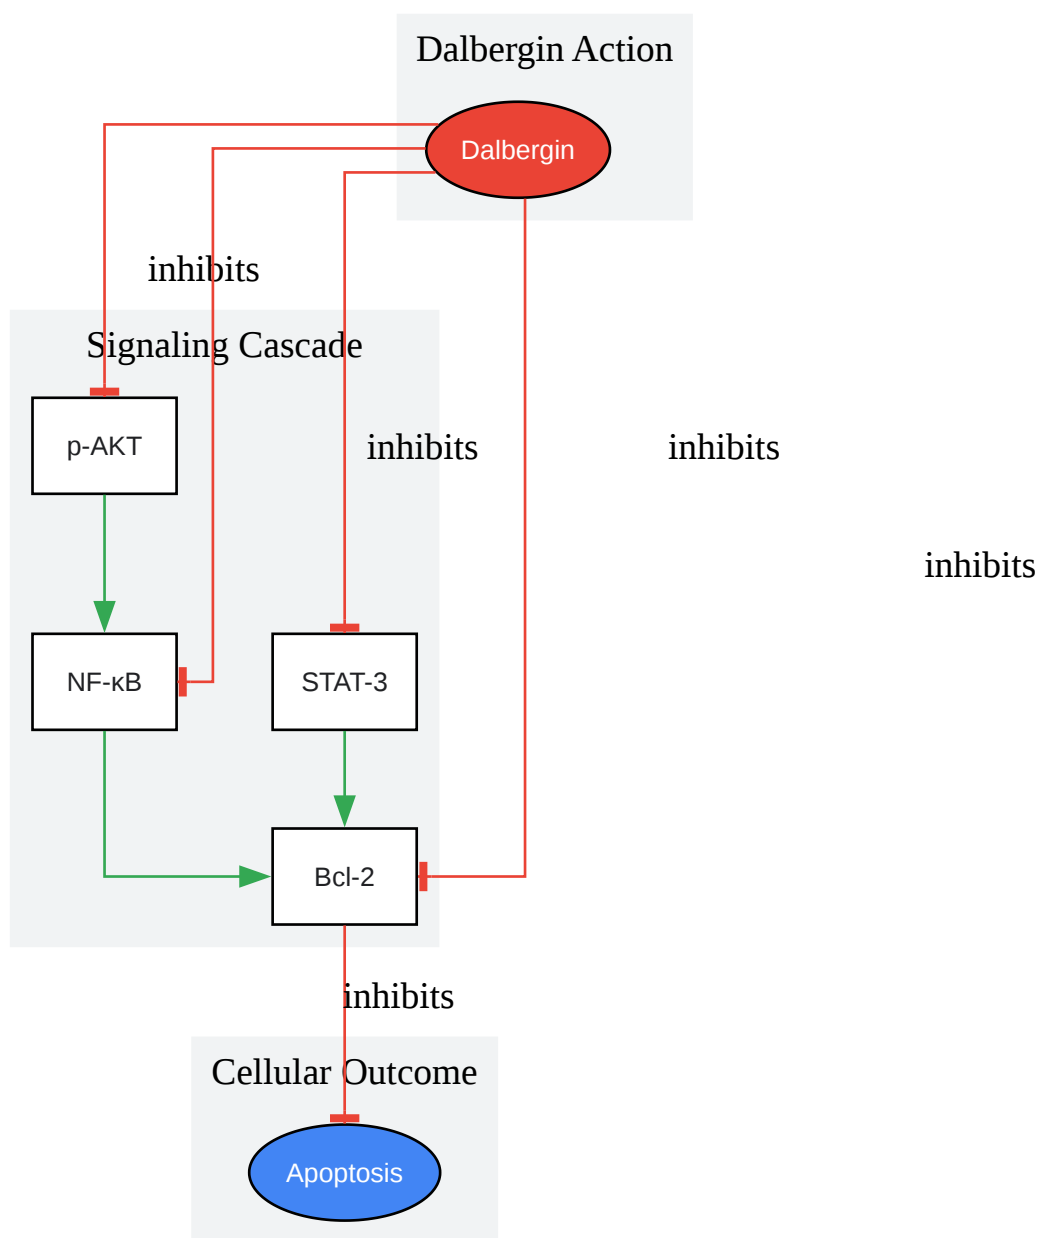 Dalbergin Action
Dalbergin
inhibits
Signaling Cascade
p-AKT
inhibits
inhibits
inhibits
NF-κB
STAT-3
Bcl-2
inhibits
Cellular Outcome
Apoptosis